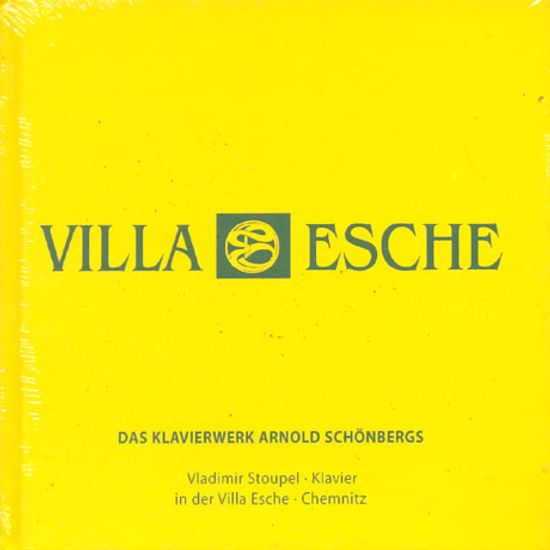 VILLA ESCHE
DAS KLAVIERWERK ARNOLD SCHÖNBERGS
Vladimir Stoupel · Klavier
in der Villa Esche · Chemnitz